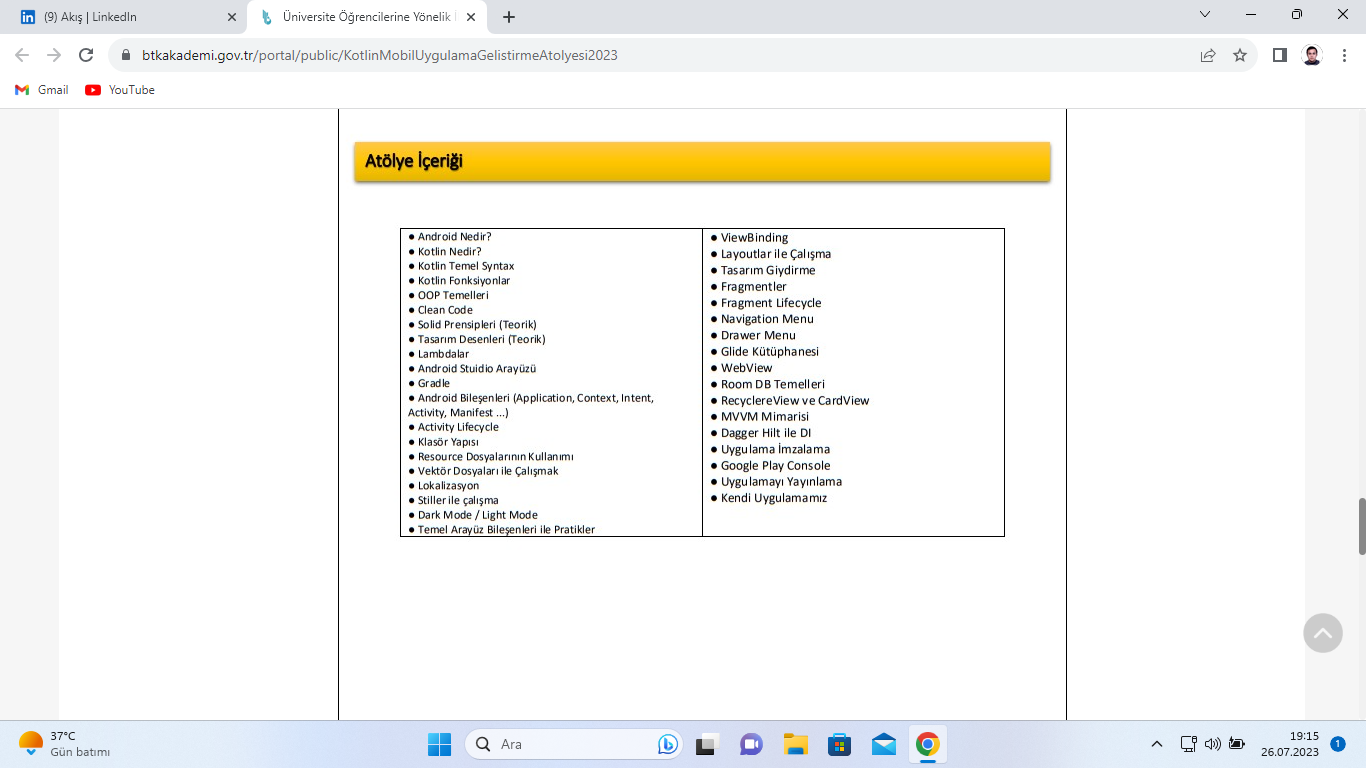 (9) Akış | LinkedIn
Üniversite Öğrencilerine Yönelik
btkakademi.gov.tr/portal/public/KotlinMobilUygulamaGelistirmeAtolyesi2023
Gmail
YouTube
Atölye İçeriği
● Android Nedir?
● Kotlin Nedir?
● Kotlin Temel Syntax
● Kotlin Fonksiyonlar
● OOP Temelleri
● Clean Code
● Solid Prensipleri (Teorik)
● Tasarım Desenleri (Teorik)
● Lambdalar
● Android Stuidio Arayüzü
● Gradle
● Android Bileşenleri (Application, Context, Intent,
Activity, Manifest ...)
● Activity Lifecycle
● Klasör Yapısı
● Resource Dosyalarının Kullanımı
● Vektör Dosyaları ile Çalışmak
● Lokalizasyon
● Stiller ile çalışma
● Dark Mode / Light Mode
● Temel Arayüz Bileşenleri ile Pratikler
● ViewBinding
● Layoutlar ile Çalışma
● Tasarım Giydirme
● Fragmentler
● Fragment Lifecycle
● Navigation Menu
● Drawer Menu
● Glide Kütüphanesi
● WebView
● Room DB Temelleri
● RecyclereView ve CardView
● MVVM Mimarisi
● Dagger Hilt ile DI
● Uygulama İmzalama
● Google Play Console
● Uygulamayı Yayınlama
● Kendi Uygulamamız
37°C
Gün batımı
Ara
19:15
26.07.2023
1